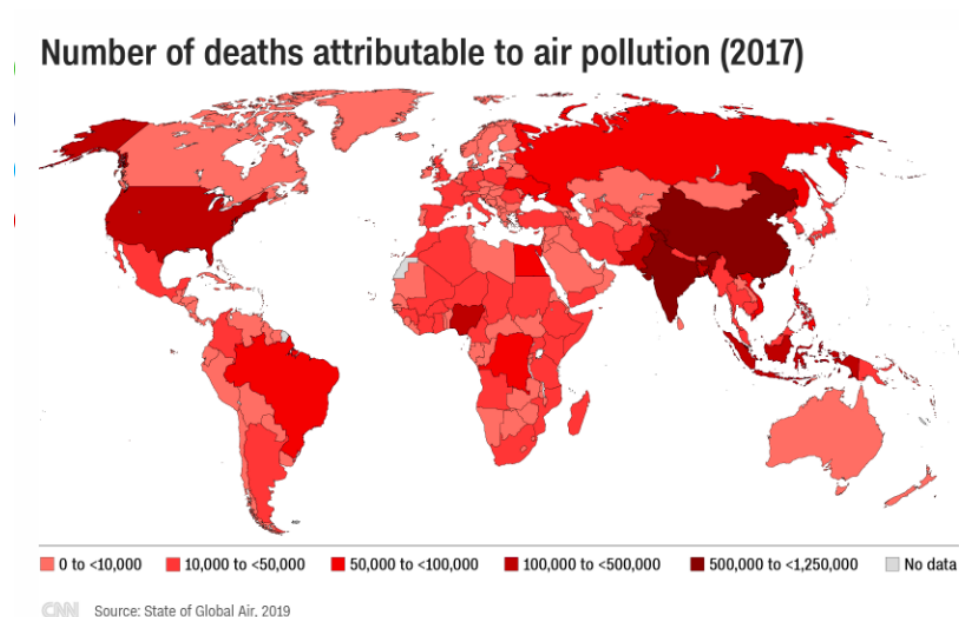 Number of deaths attributable to air pollution (2017)
0 to <10,000 10,000 to <50,000 50,000 to <100,000 100,000 to <500,000 500,000 to <1,250,000 No data
CNN Source: State of Global Air, 2019